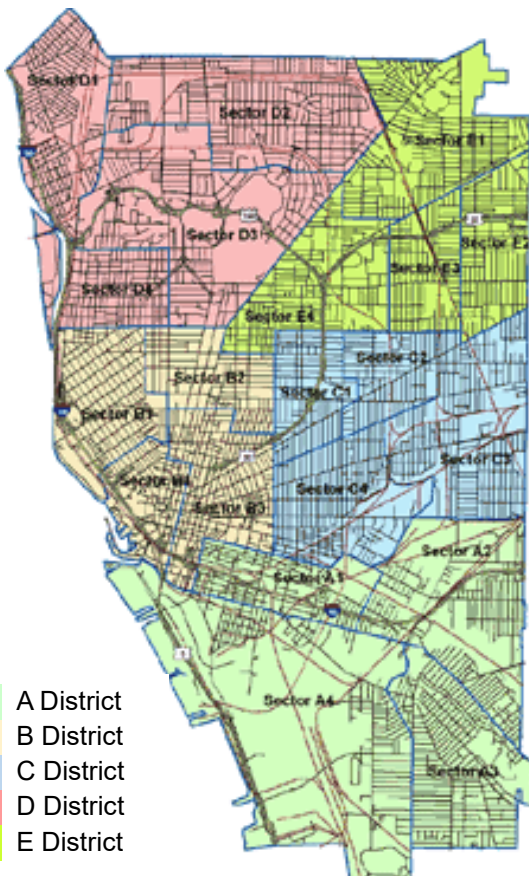 Sector D1
Sector D2
Sector E1
Sector D3
Sector E2
Sector E3
Sector D4
Sector E4
Sector C2
Sector B2
Sector C1
Sector B1
Sector C3
Sector B4
Sector C4
Sector B3
Sector A2
Sector A1
Sector A4
Sector A3
A District
B District
C District
D District
E District